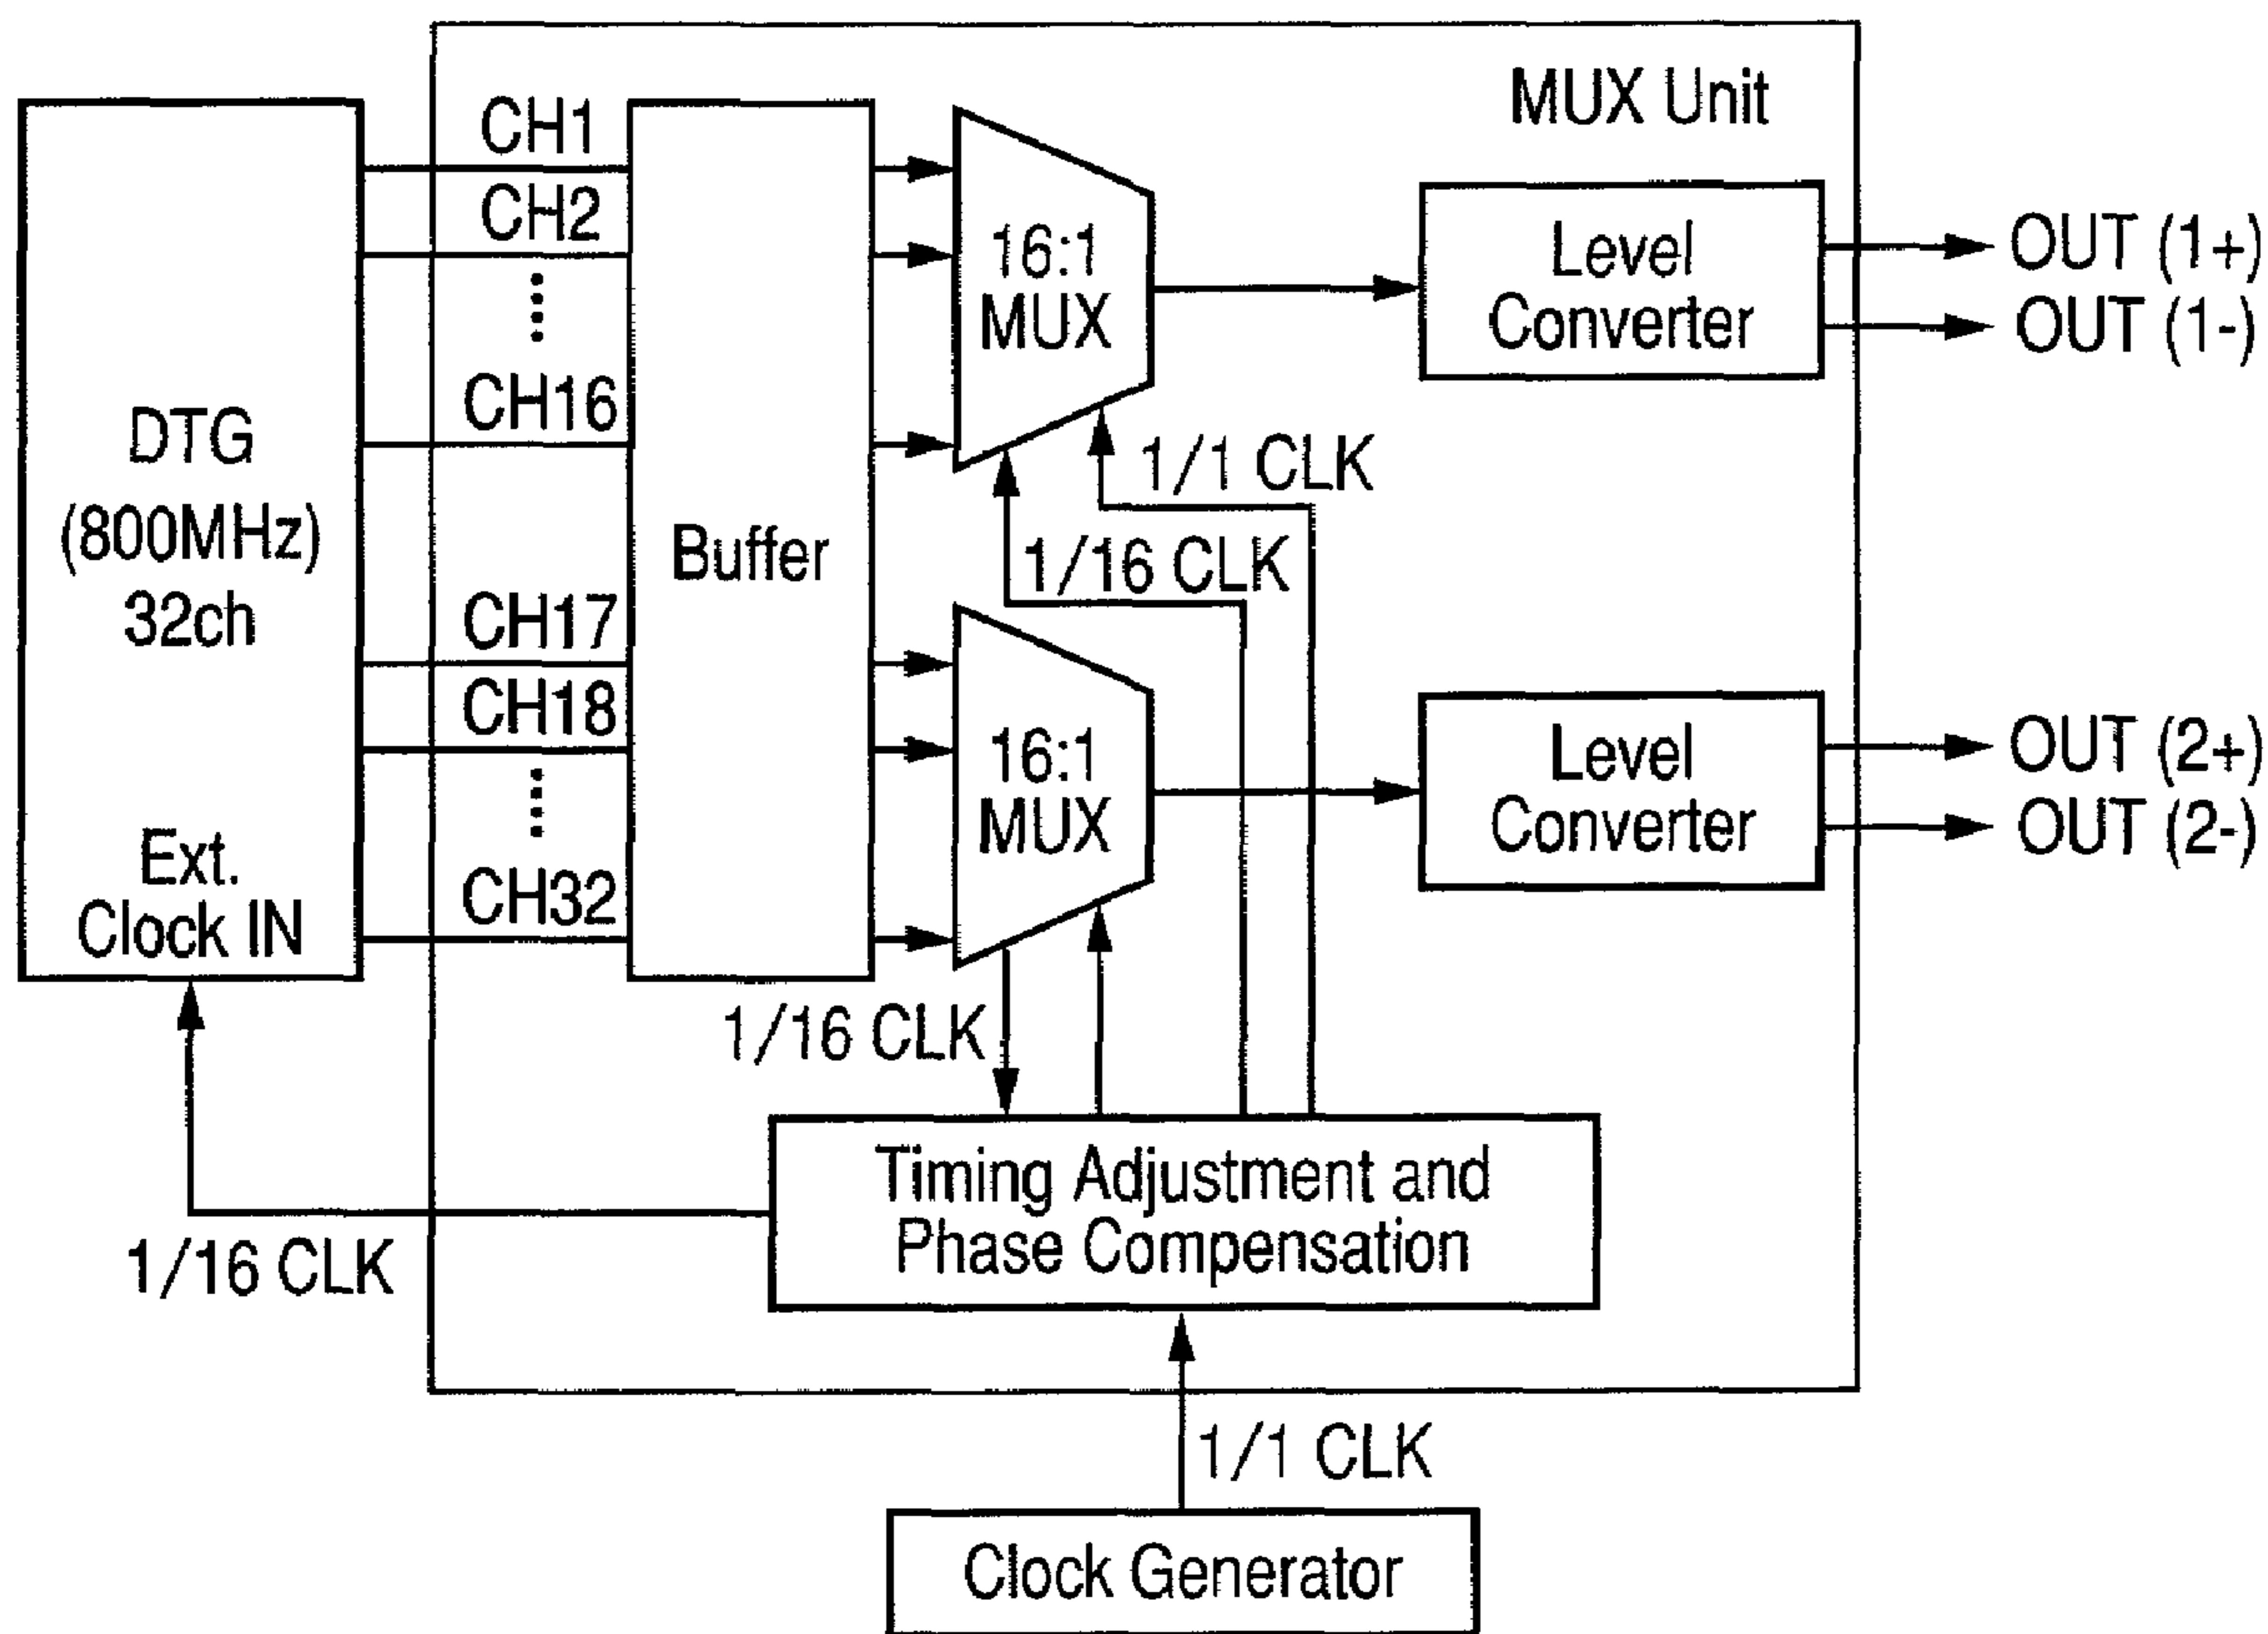 MUX Unit
CH1
CH2
CH16
CH17
CH18
CH32
DTG
(800MHz)
32ch
Ext.
Clock IN
Buffer
16:1
MUX
16:1
MUX
Level
Converter
Level
Converter
OUT (1+)
OUT (1-)
OUT (2+)
OUT (2-)
1/1 CLK
1/16 CLK
1/16 CLK
Timing Adjustment and
Phase Compensation
1/16 CLK
1/1 CLK
Clock Generator